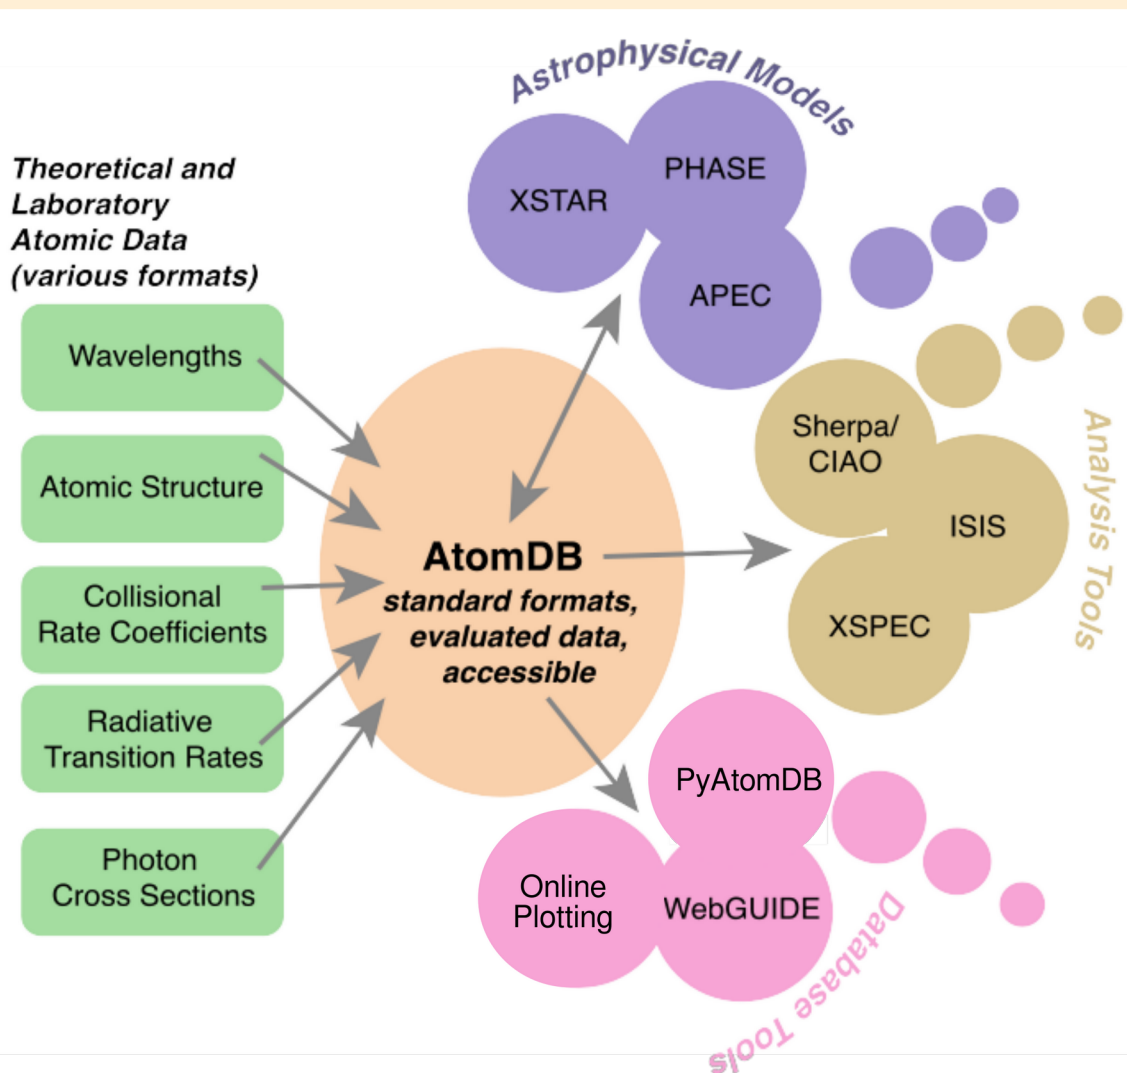 Theoretical and
Laboratory
Atomic Data
(various formats)
Wavelengths
Atomic Structure
Collisional
Rate Coefficients
Radiative
Transition Rates
Photon
Cross Sections
AtomDB
standard formats,
evaluated data,
accessible
Astrophysical Models
XSTAR
PHASE
APEC
Analysis Tools
Sherpa/
CIAO
ISIS
XSPEC
PyAtomDB
Online
Plotting
WebGUIDE
Database Tools